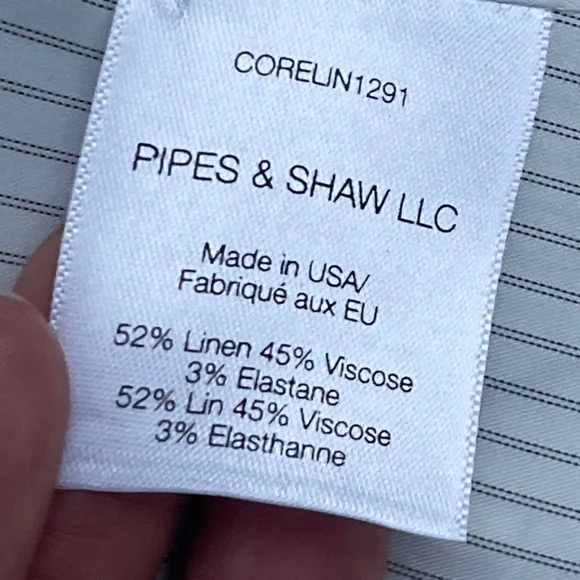 CORELIN1291
PIPES & SHAW LLC
Made in USA/
Fabriqué aux EU
52% Linen 45% Viscose
3% Elastane
52% Lin 45% Viscose
3% Elasthanne